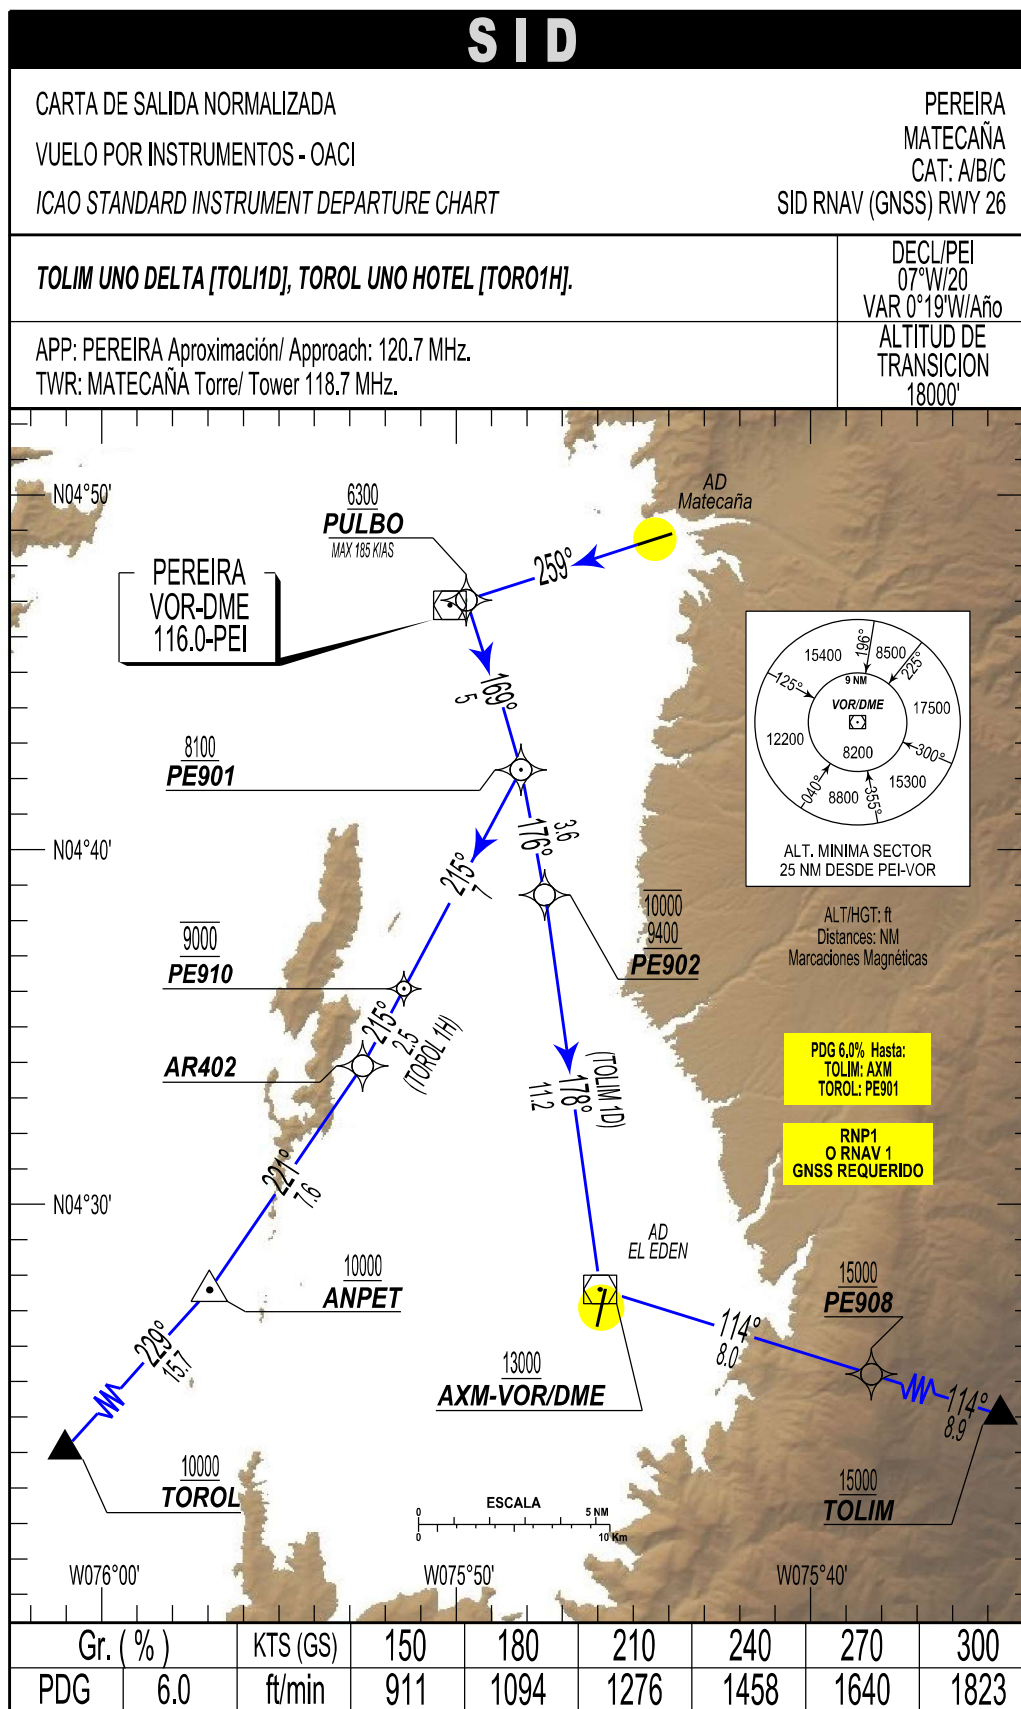 SID
CARTA DE SALIDA NORMALIZADA
VUELO POR INSTRUMENTOS - OACI
ICAO STANDARD INSTRUMENT DEPARTURE CHART
PEREIRA
MATECAÑA
CAT: A/B/C
SID RNAV (GNSS) RWY 26
TOLIM UNO DELTA [TOLI1D], TOROL UNO HOTEL [TORO1H].
DECL/PEI
07°W/20
VAR 0°19'W/Año
APP: PEREIRA Aproximación/ Approach: 120.7 MHz.
TWR: MATECAÑA Torre/ Tower 118.7 MHz.
ALTITUD DE
TRANSICION
18000'
N04°50'
6300
PULBO
MAX 185 KIAS
AD
Matecaña
259°
PEREIRA
VOR-DME
116.0-PEI
169°
5
8100
PE901
15400
196°
8500
225°
125°
9 NM
VOR/DME
17500
12200
8200
300°
040°
8800
355°
15300
ALT. MINIMA SECTOR
25 NM DESDE PEI-VOR
N04°40'
3.6
176°
215°
7
10000
9400
PE902
ALT/HGT: ft
Distances: NM
Marcaciones Magnéticas
9000
PE910
215°
2.5
(TOROL 1H)
AR402
(TOLIM 1D)
178°
11.2
PDG 6,0% Hasta:
TOLIM: AXM
TOROL: PE901
RNP1
O RNAV 1
GNSS REQUERIDO
221°
7.6
N04°30'
AD
EL EDEN
10000
ANPET
15000
PE908
229°
15.7
114°
8.0
13000
AXM-VOR/DME
114°
8.9
10000
TOROL
15000
TOLIM
ESCALA
0
5 NM
0
10 Km
W076°00'
W075°50'
W075°40'
Gr. ( % )
KTS (GS)
150
180
210
240
270
300
PDG
6.0
ft/min
911
1094
1276
1458
1640
1823